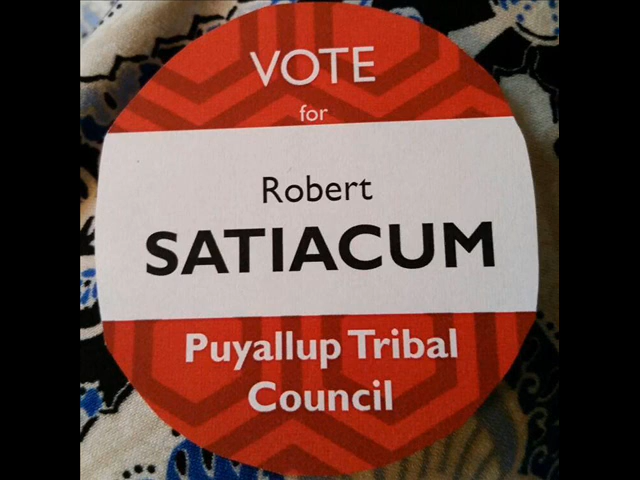 VOTE
for
Robert
SATIACUM
Puyallup Tribal
Council